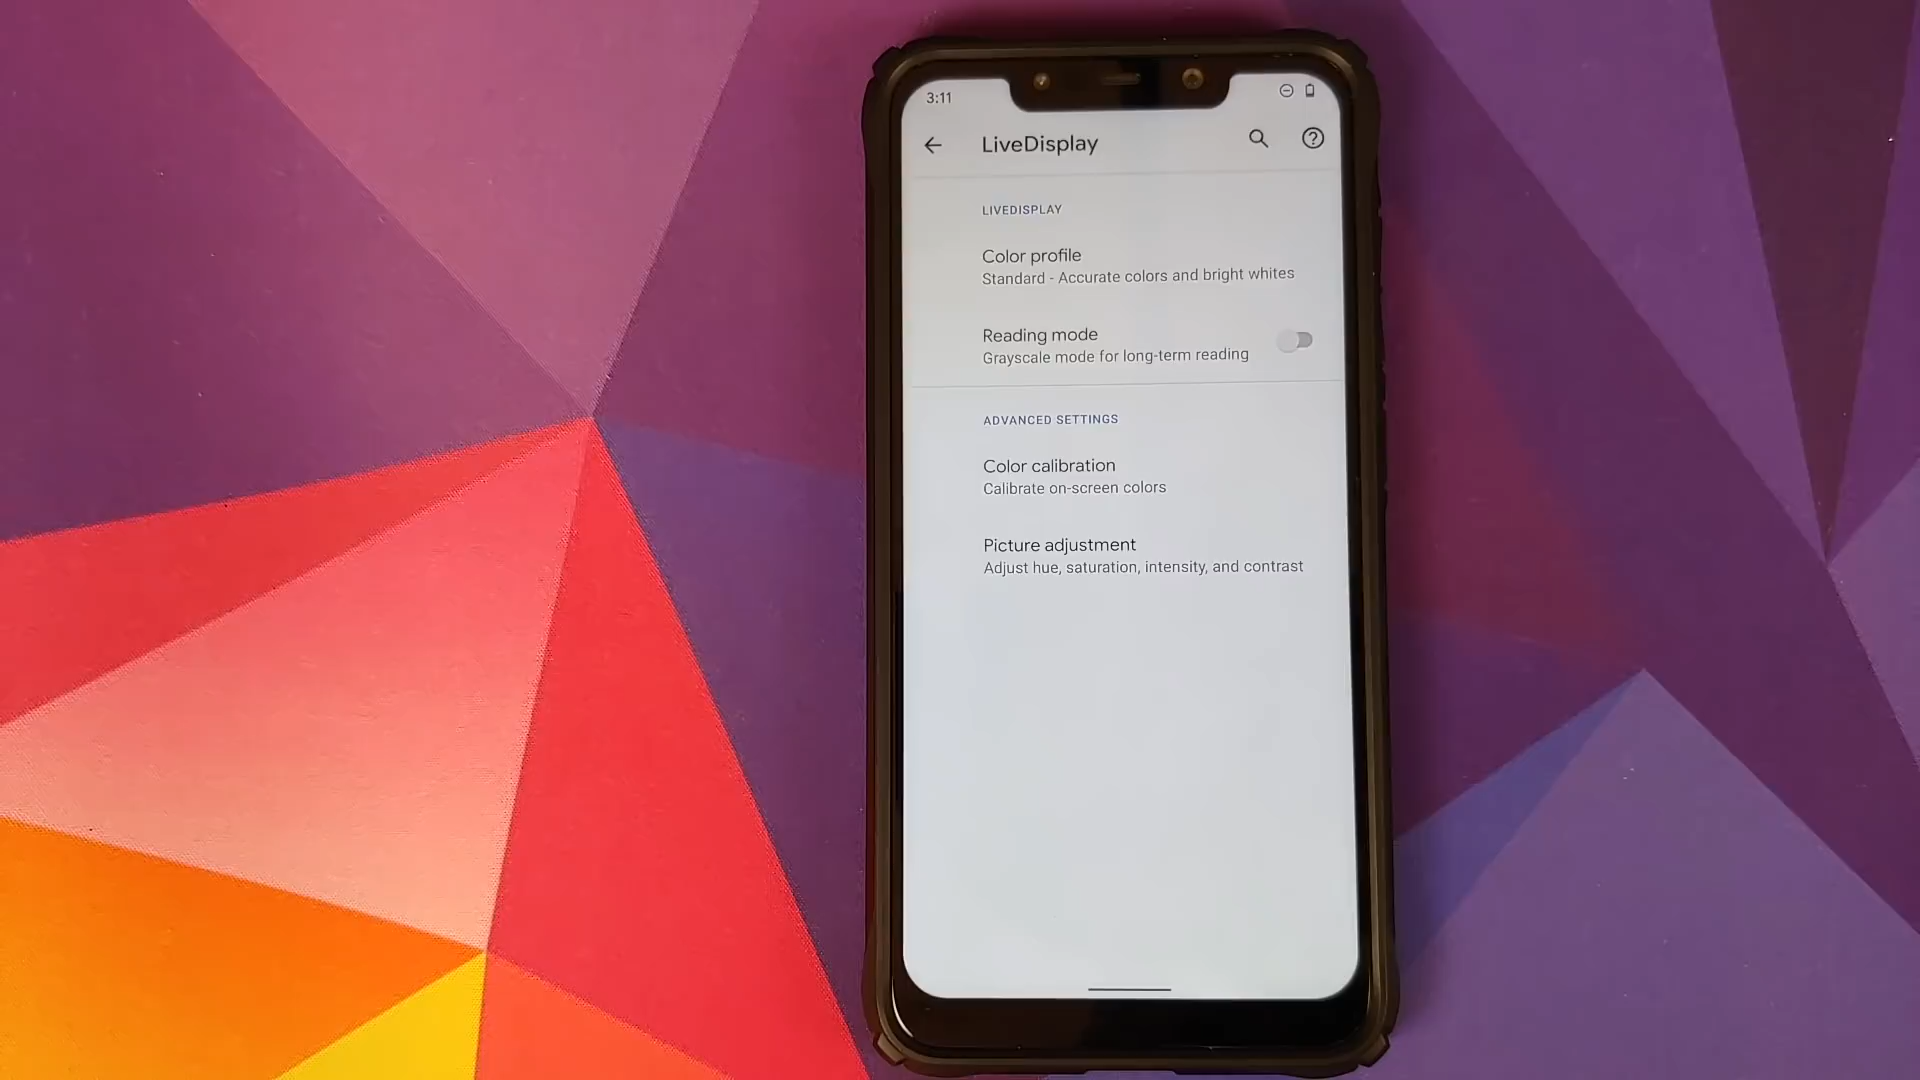 3:11
LiveDisplay
LIVEDISPLAY
Color profile
Standard - Accurate colors and bright whites
Reading mode
Grayscale mode for long-term reading
ADVANCED SETTINGS
Color calibration
Calibrate on-screen colors
Picture adjustment
Adjust hue, saturation, intensity, and contrast